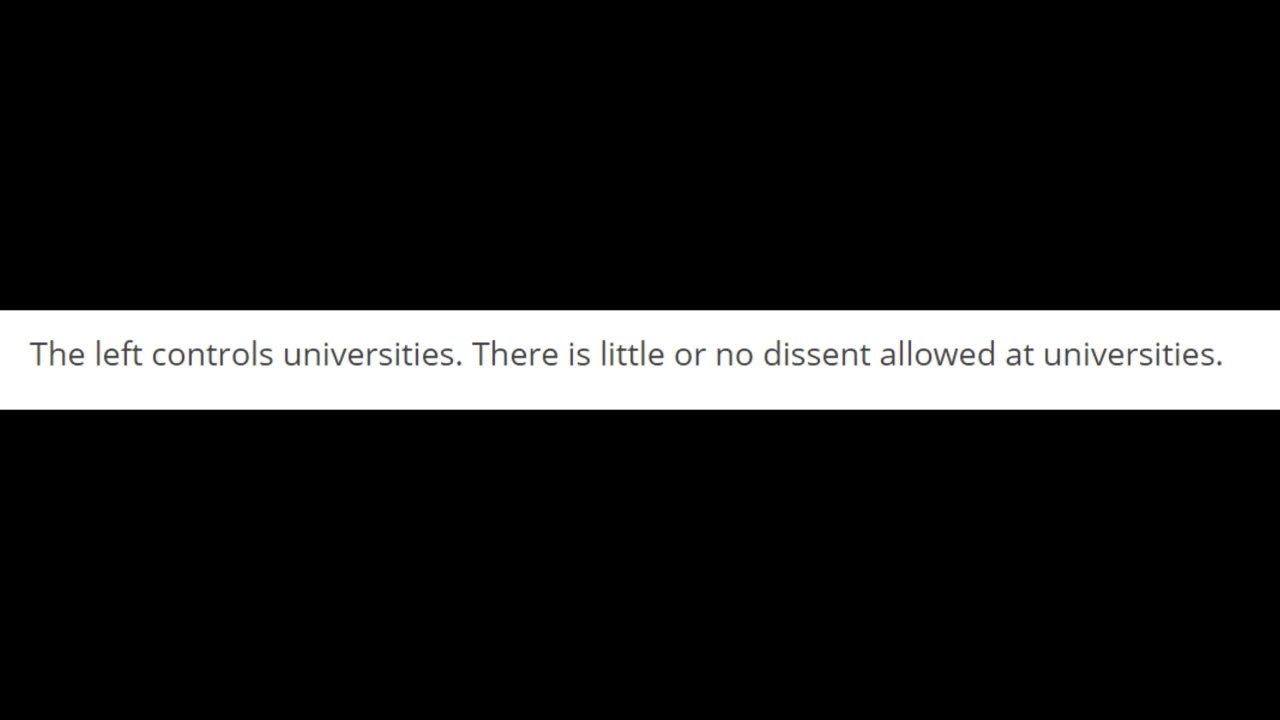 The left controls universities. There is little or no dissent allowed at universities.